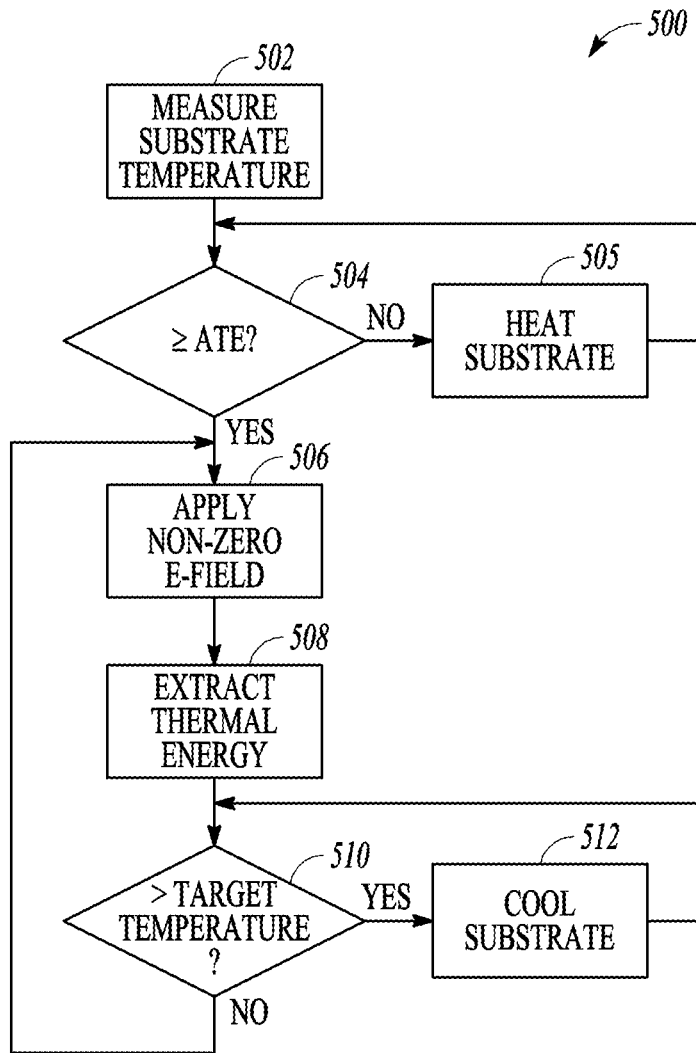 500
502
MEASURE
SUBSTRATE
TEMPERATURE
504
≥ ATE?
NO
505
HEAT
SUBSTRATE
YES
506
APPLY
NON-ZERO
E-FIELD
508
EXTRACT
THERMAL
ENERGY
510
> TARGET
TEMPERATURE
?
YES
512
COOL
SUBSTRATE
NO